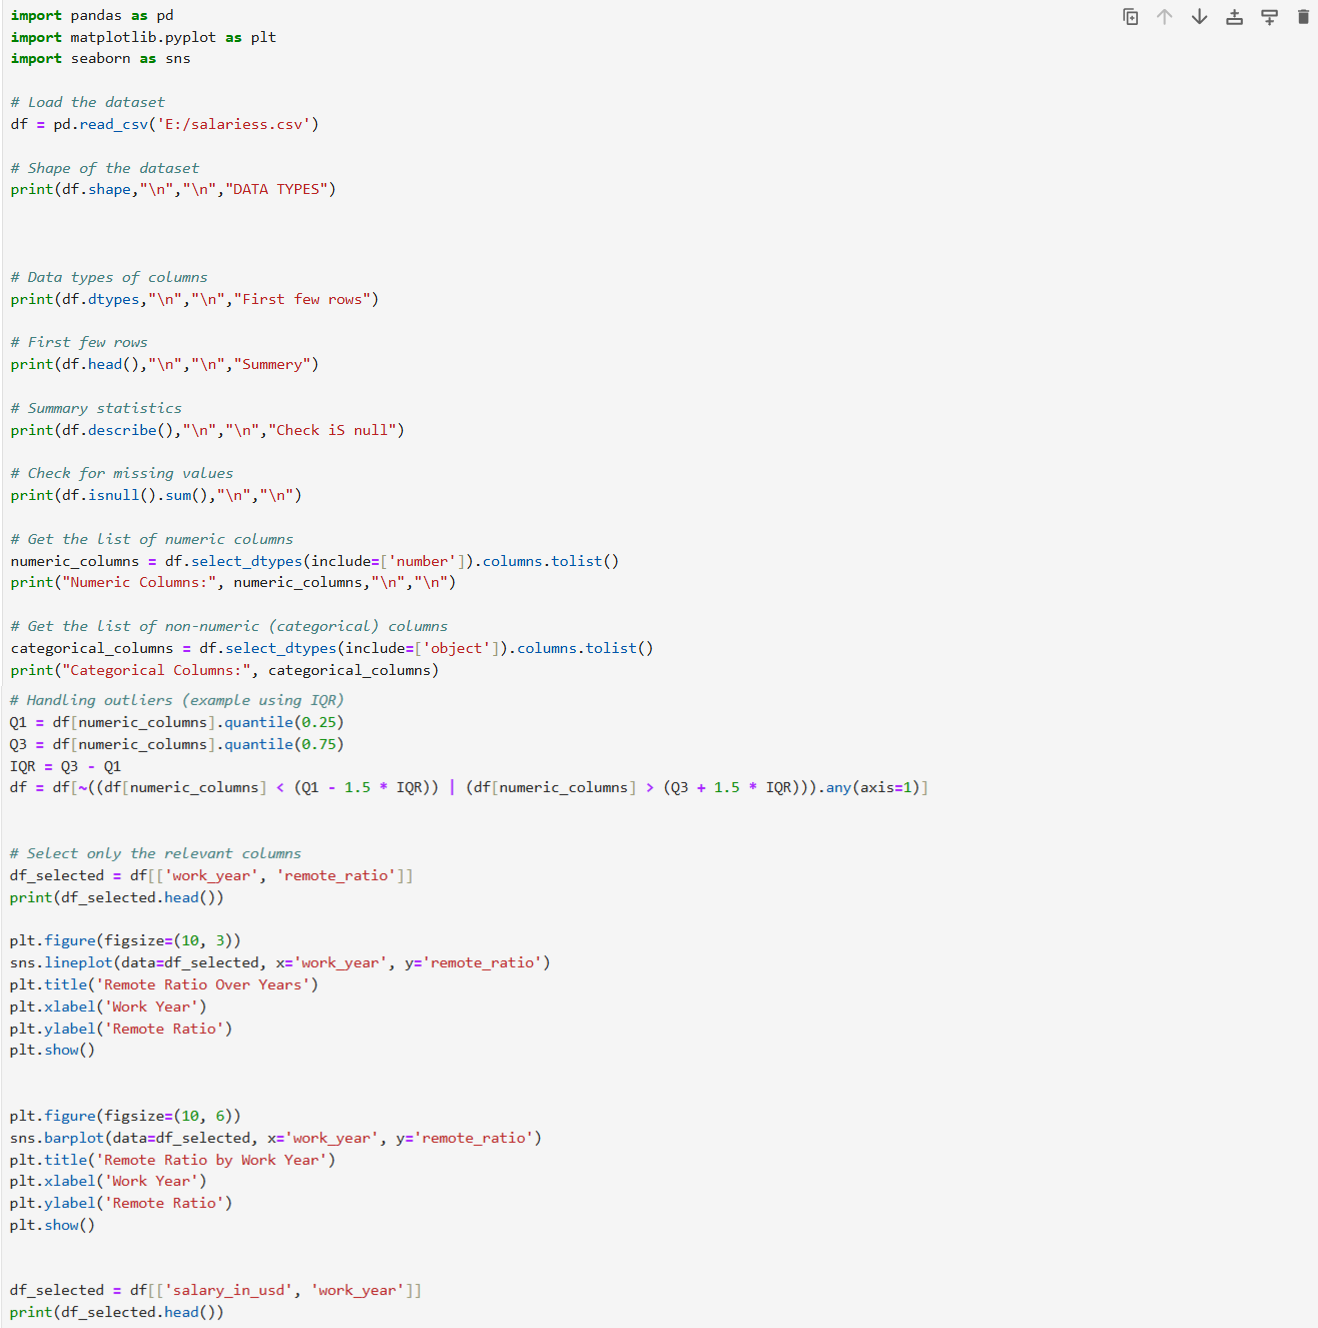 import pandas as pd
import matplotlib.pyplot as plt
import seaborn as sns
# Load the dataset
df = pd.read_csv('E:/salariess.csv')
# Shape of the dataset
print(df.shape,"\n","\n","DATA TYPES")
# Data types of columns
print(df.dtypes,"\n","\n","First few rows")
# First few rows
print(df.head(),"\n","\n","Summery")
# Summary statistics
print(df.describe(),"\n","\n","Check iS null")
# Check for missing values
print(df.isnull().sum(),"\n","\n")
# Get the list of numeric columns
numeric_columns = df.select_dtypes(include=['number']).columns.tolist()
print("Numeric Columns:", numeric_columns,"\n","\n")
# Get the list of non-numeric (categorical) columns
categorical_columns = df.select_dtypes(include=['object']).columns.tolist()
print("Categorical Columns:", categorical_columns)
# Handling outliers (example using IQR)
Q1 = df[numeric_columns].quantile(0.25)
Q3 = df[numeric_columns].quantile(0.75)
IQR = Q3 - Q1
df = df[~((df[numeric_columns] < (Q1 - 1.5 * IQR)) | (df[numeric_columns] > (Q3 + 1.5 * IQR))).any(axis=1)]
# Select only the relevant columns
df_selected = df[['work_year', 'remote_ratio']]
print(df_selected.head())
plt.figure(figsize=(10, 3))
sns.lineplot(data=df_selected, x='work_year', y='remote_ratio')
plt.title('Remote Ratio Over Years')
plt.xlabel('Work Year')
plt.ylabel('Remote Ratio')
plt.show()
plt.figure(figsize=(10, 6))
sns.barplot(data=df_selected, x='work_year', y='remote_ratio')
plt.title('Remote Ratio by Work Year')
plt.xlabel('Work Year')
plt.ylabel('Remote Ratio')
plt.show()
df_selected = df[['salary_in_usd', 'work_year']]
print(df_selected.head())